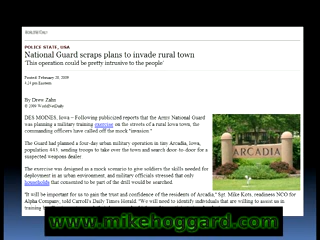 POLICE STATE, USA
National Guard scraps plans to invade rural town
'This operation could be pretty intrusive to the people'
Posted: February 20, 2009
By Drew Zahn
© 2009 WorldNetDaily
DES MOINES, Iowa – Following publicized reports that the Army National Guard
was planning a military training exercise on the streets of a rural Iowa town, the
commanding officers have called off the mock "invasion."
The Guard had planned a four-day urban military operation in tiny Arcadia, Iowa,
population 443, sending troops to take over the town and search door-to-door for a
suspected weapons dealer.
The exercise was designed as a mock scenario to give soldiers the skills needed for
deployment in an urban environment, and military officials stressed that only
households that consented to be part of the drill would be searched.
"It will be important for us to gain the trust and confidence of the residents of Arcadia," Sgt. Mike Kots, readiness NCO for
Alpha Company, told Carroll's Daily Times Herald. "We will need to identify individuals that are willing to assist us in
ARCADIA
www.mikehoggard.com